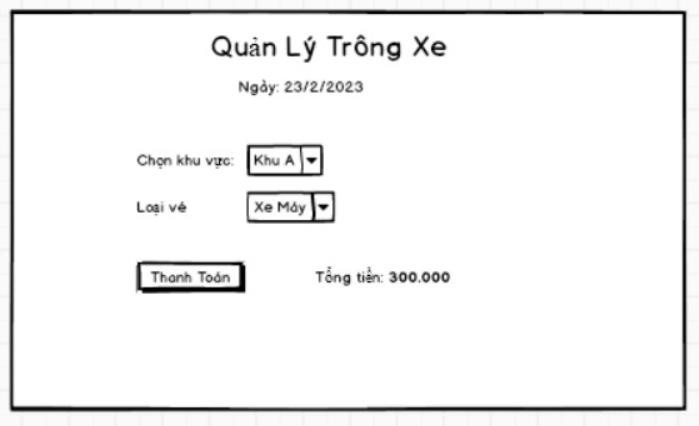 Quản Lý Trông Xe
Ngày: 23/2/2023
Chọn khu vực: Khu A
Loại vé Xe Máy
Thanh Toán Tổng tiền: 300.000